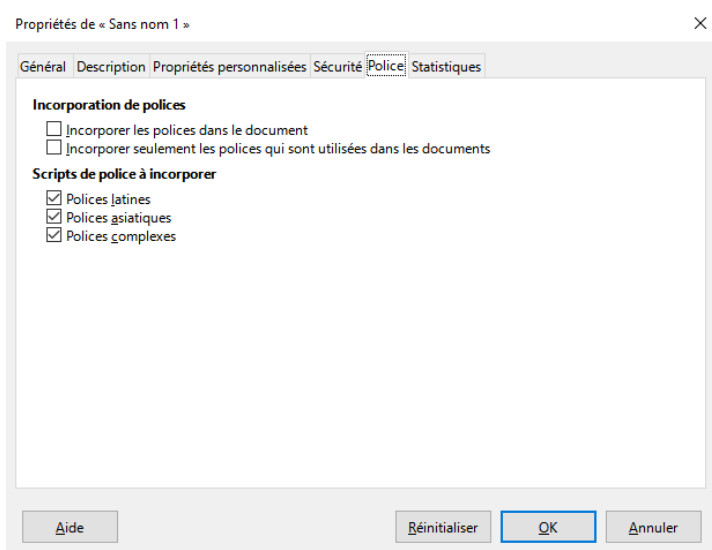 Propriétés de « Sans nom 1 »
Général Description Propriétés personnalisées Sécurité Police Statistiques
Incorporation de polices
Incorporer les polices dans le document
Incorporer seulement les polices qui sont utilisées dans les documents
Scripts de police à incorporer
Polices latines
Polices asiatiques
Polices complexes
Aide Réinitialiser OK Annuler